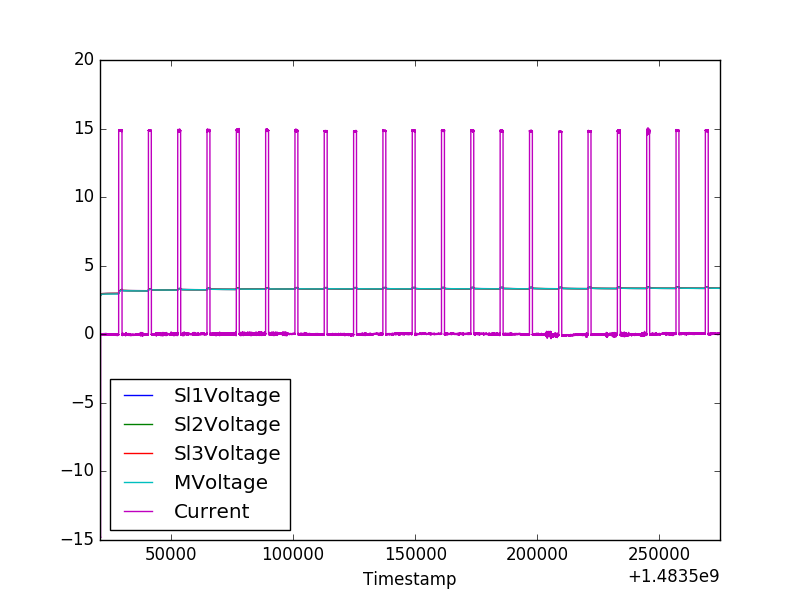 20
15
10
5
0
−5
−10
−15
Sl1Voltage
Sl2Voltage
Sl3Voltage
MVoltage
Current
50000 100000 150000 200000 250000
+1.4835e9
Timestamp